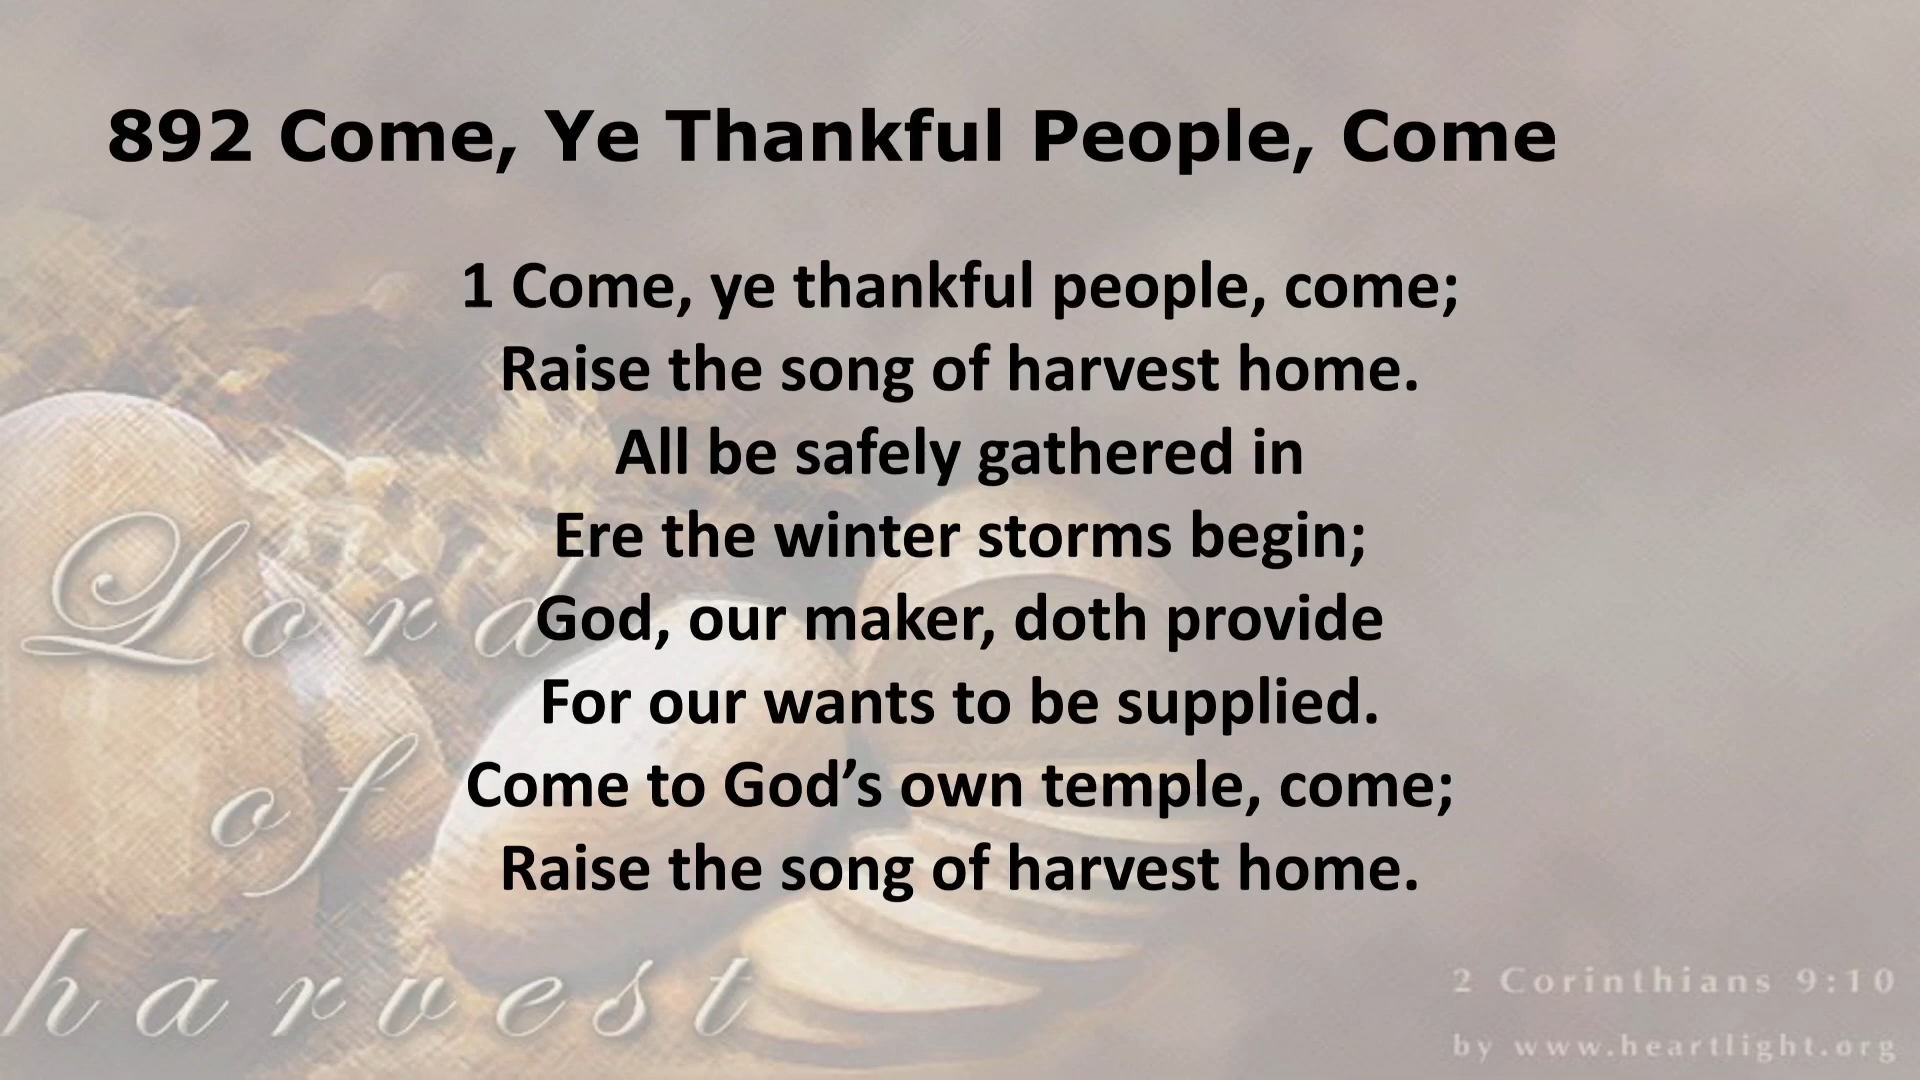 892 Come, Ye Thankful People, Come
1 Come, ye thankful people, come;
Raise the song of harvest home.
All be safely gathered in
Ere the winter storms begin;
God, our maker, doth provide
For our wants to be supplied.
Come to God’s own temple, come;
Raise the song of harvest home.
Lord
of
harvest
2 Corinthians 9:10
by www.heartlight.org